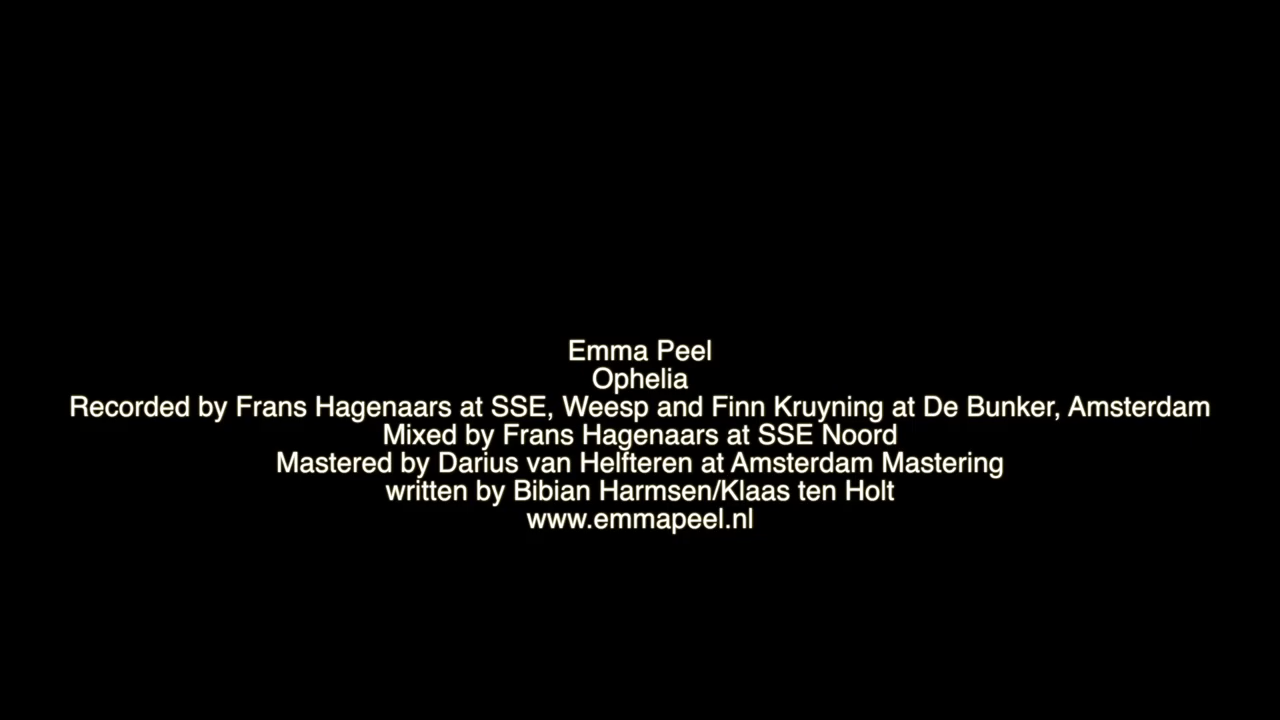 Emma Peel
Ophelia
Recorded by Frans Hagenaars at SSE, Weesp and Finn Kruyning at De Bunker, Amsterdam
Mixed by Frans Hagenaars at SSE Noord
Mastered by Darius van Helfteren at Amsterdam Mastering
written by Bibian Harmsen/Klaas ten Holt
www.emmapeel.nl